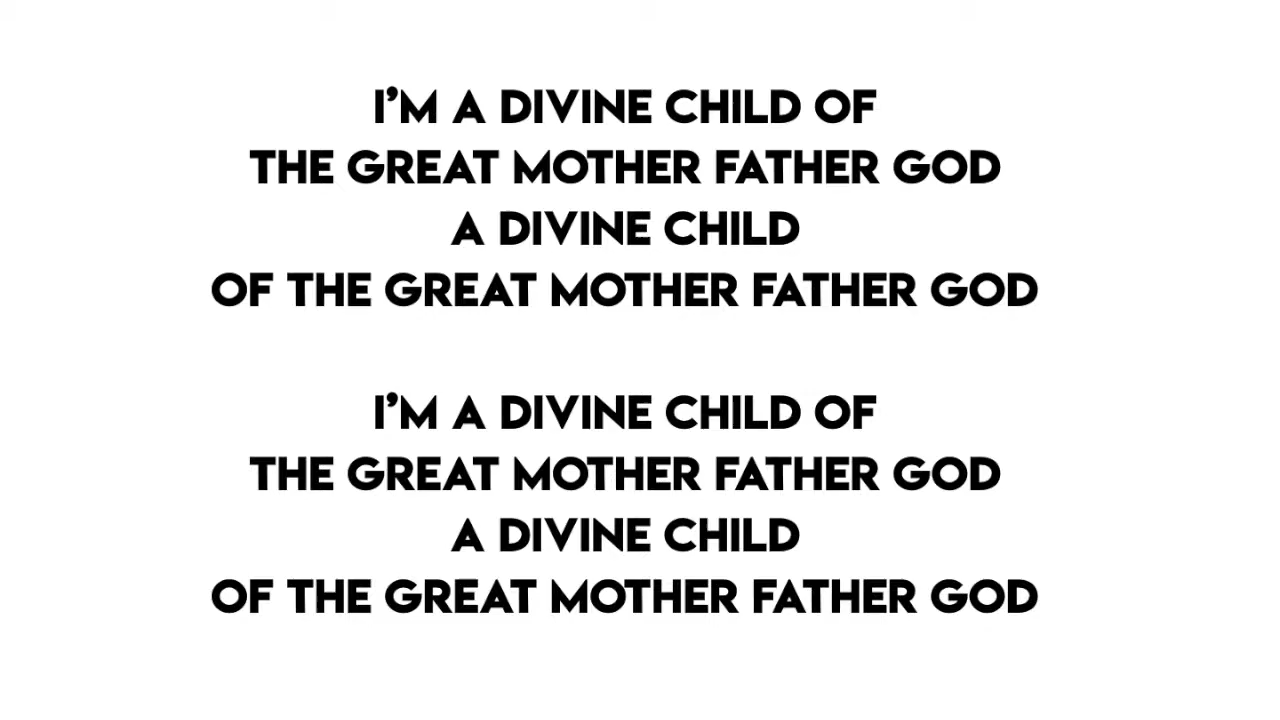 I'M A DIVINE CHILD OF
THE GREAT MOTHER FATHER GOD
A DIVINE CHILD
OF THE GREAT MOTHER FATHER GOD
I'M A DIVINE CHILD OF
THE GREAT MOTHER FATHER GOD
A DIVINE CHILD
OF THE GREAT MOTHER FATHER GOD